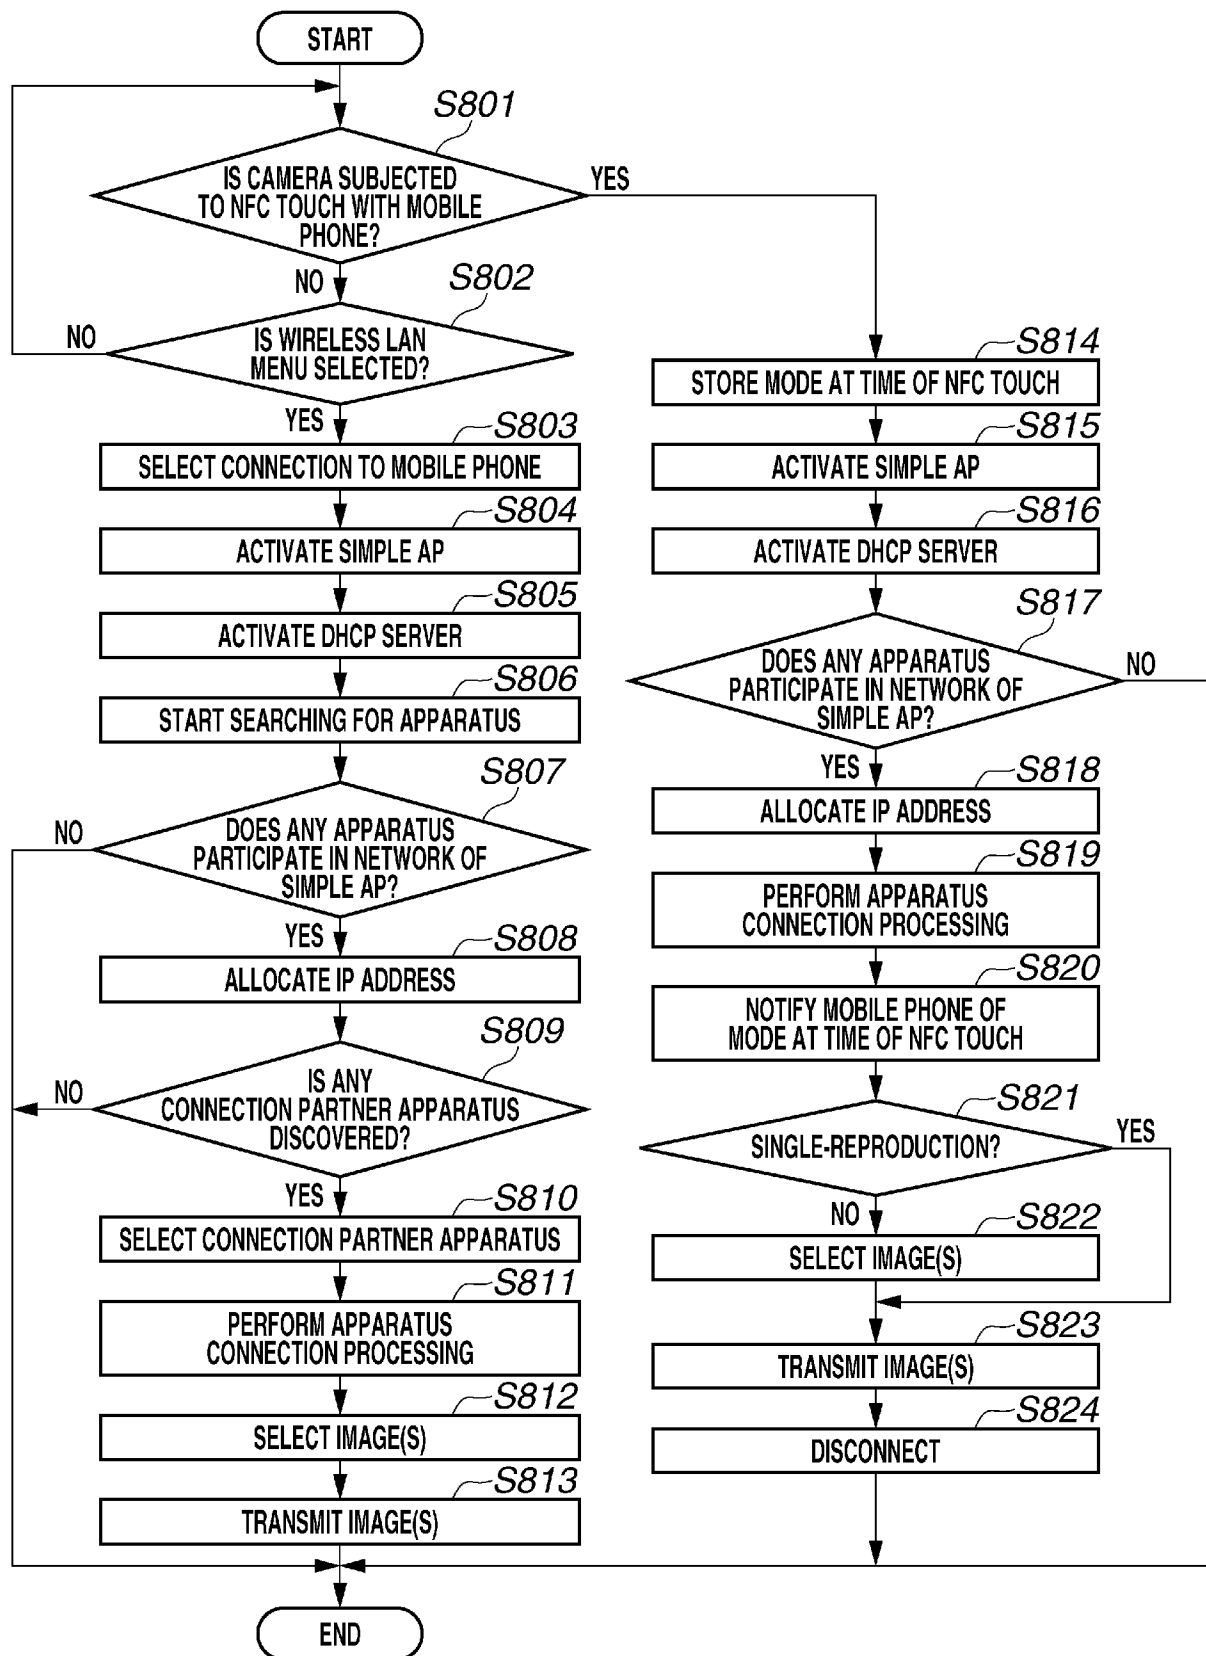 START
S801
IS CAMERA SUBJECTED
TO NFC TOUCH WITH MOBILE
PHONE?
YES
NO
S802
IS WIRELESS LAN
MENU SELECTED?
NO
YES
S803
SELECT CONNECTION TO MOBILE PHONE
S804
ACTIVATE SIMPLE AP
S805
ACTIVATE DHCP SERVER
S806
START SEARCHING FOR APPARATUS
S807
DOES ANY APPARATUS
PARTICIPATE IN NETWORK OF
SIMPLE AP?
NO
YES
S808
ALLOCATE IP ADDRESS
S809
IS ANY
CONNECTION PARTNER APPARATUS
DISCOVERED?
NO
YES
S810
SELECT CONNECTION PARTNER APPARATUS
S811
PERFORM APPARATUS
CONNECTION PROCESSING
S812
SELECT IMAGE(S)
S813
TRANSMIT IMAGE(S)
S814
STORE MODE AT TIME OF NFC TOUCH
S815
ACTIVATE SIMPLE AP
S816
ACTIVATE DHCP SERVER
S817
DOES ANY APPARATUS
PARTICIPATE IN NETWORK OF
SIMPLE AP?
NO
YES
S818
ALLOCATE IP ADDRESS
S819
PERFORM APPARATUS
CONNECTION PROCESSING
S820
NOTIFY MOBILE PHONE OF
MODE AT TIME OF NFC TOUCH
S821
SINGLE-REPRODUCTION?
YES
NO
S822
SELECT IMAGE(S)
S823
TRANSMIT IMAGE(S)
S824
DISCONNECT
END